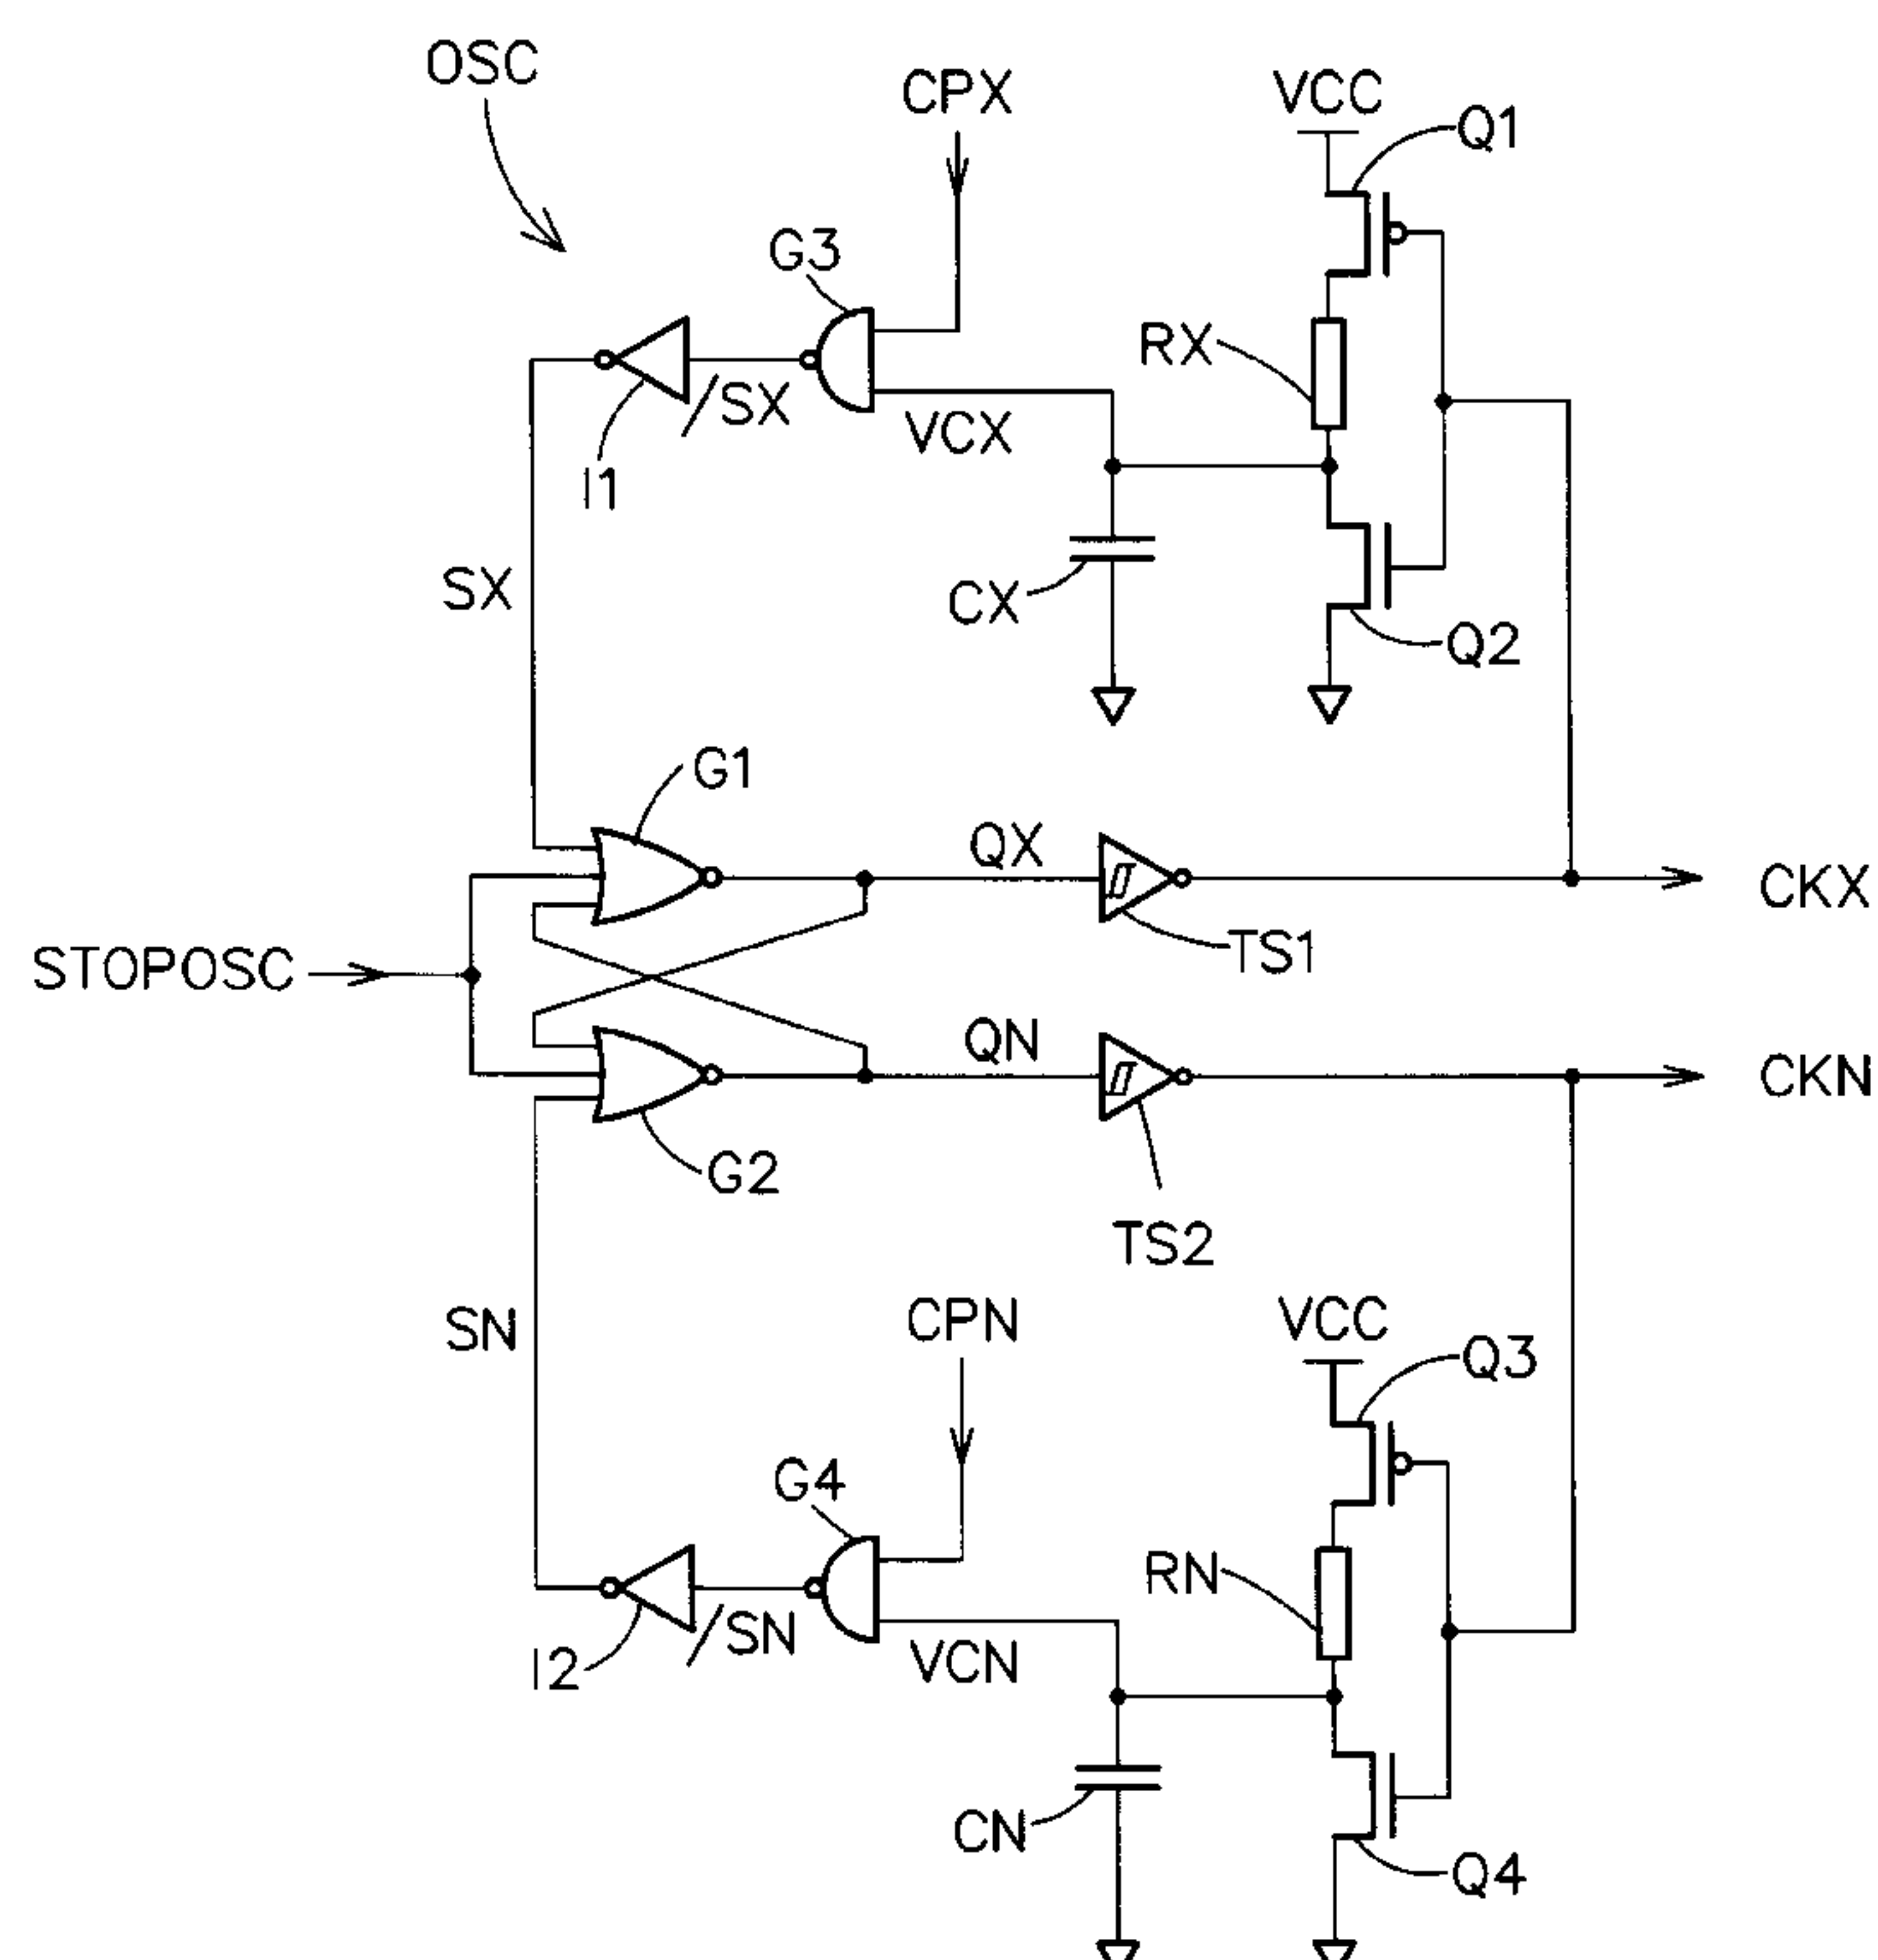 OSC
CPX
VCC
Q1
G3
RX
/SX
VCX
I1
SX
CX
Q2
G1
QX
CKX
TS1
STOPOSC
QN
CKN
G2
TS2
SN
CPN
VCC
Q3
G4
RN
/SN
VCN
I2
CN
Q4